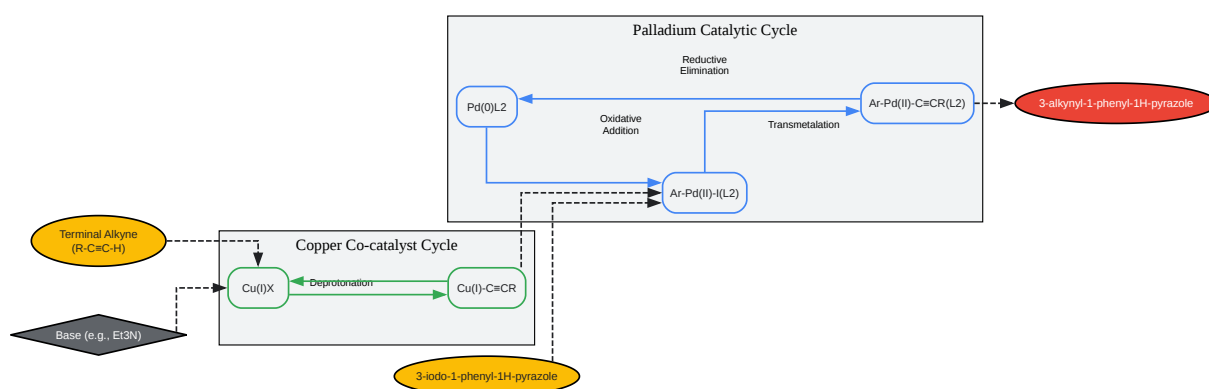 Palladium Catalytic Cycle
Reductive
Elimination
Pd(0)L2
Ar-Pd(II)-C≡CR(L2)
3-alkynyl-1-phenyl-1H-pyrazole
Oxidative
Addition
Transmetalation
Ar-Pd(II)-I(L2)
Terminal Alkyne
(R-C≡C-H)
Copper Co-catalyst Cycle
Cu(I)X
Deprotonation
Cu(I)-C≡CR
Base (e.g., Et3N)
3-iodo-1-phenyl-1H-pyrazole